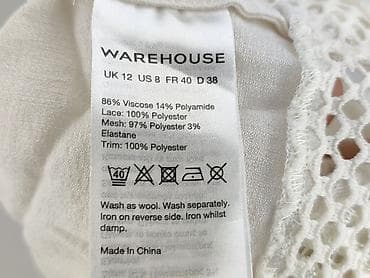 WAREHOUSE
UK 12 US 8 FR 40 D 38
86% Viscose 14% Polyamide
Lace: 100% Polyester
Mesh: 97% Polyester 3%
Elastane
Trim: 100% Polyester
40
Wash as wool. Wash separately.
Iron on reverse side. Iron whilst
damp.
Made In China